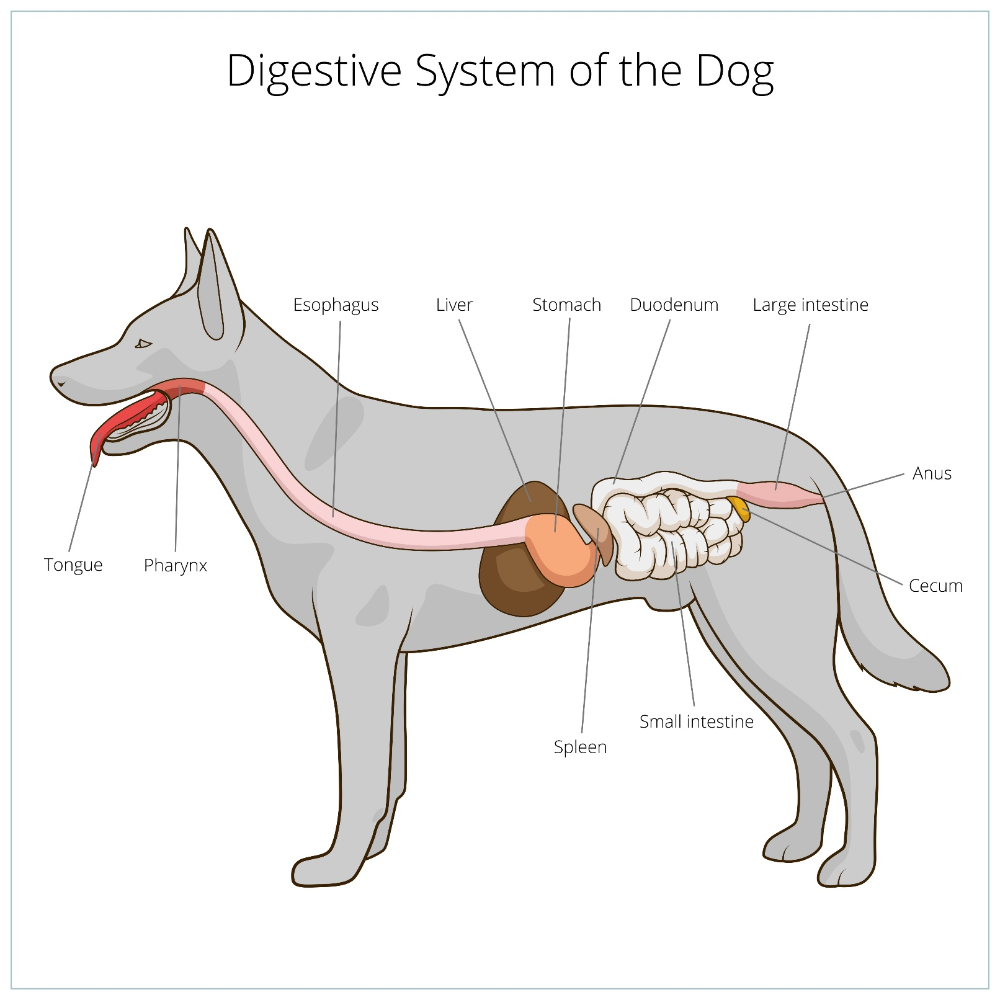 Digestive System of the Dog
Esophagus
Liver
Stomach
Duodenum
Large intestine
Anus
Tongue
Pharynx
Cecum
Small intestine
Spleen